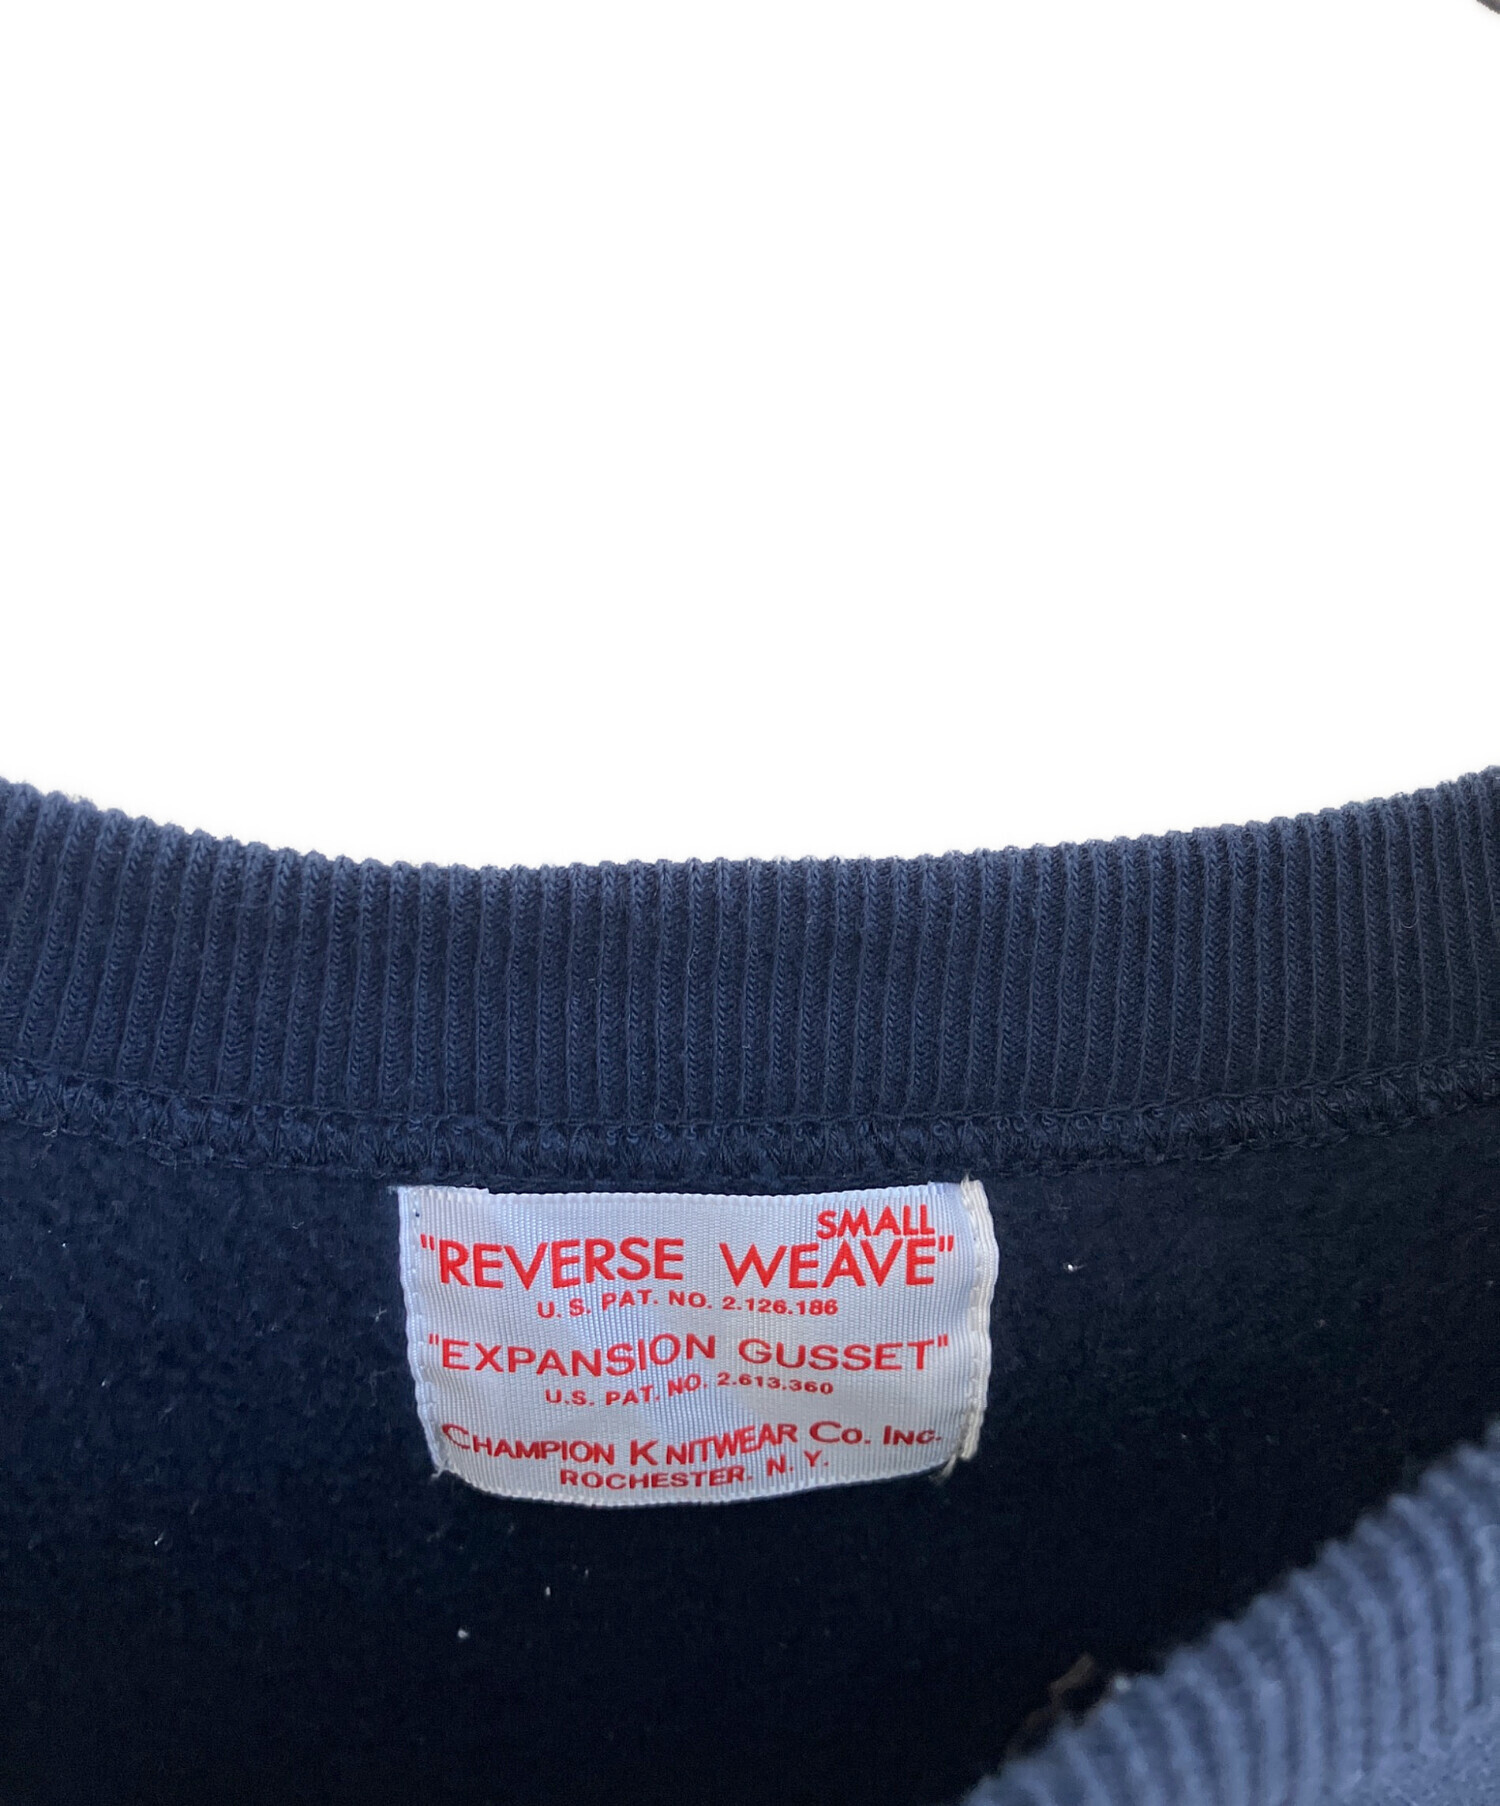 SMALL
"REVERSE WEAVE"
U.S. PAT. NO. 2.126.186
"EXPANSION GUSSET"
U.S. PAT. NO. 2.613.360
CHAMPION KNITWEAR CO. INC.
ROCHESTER. N. Y.